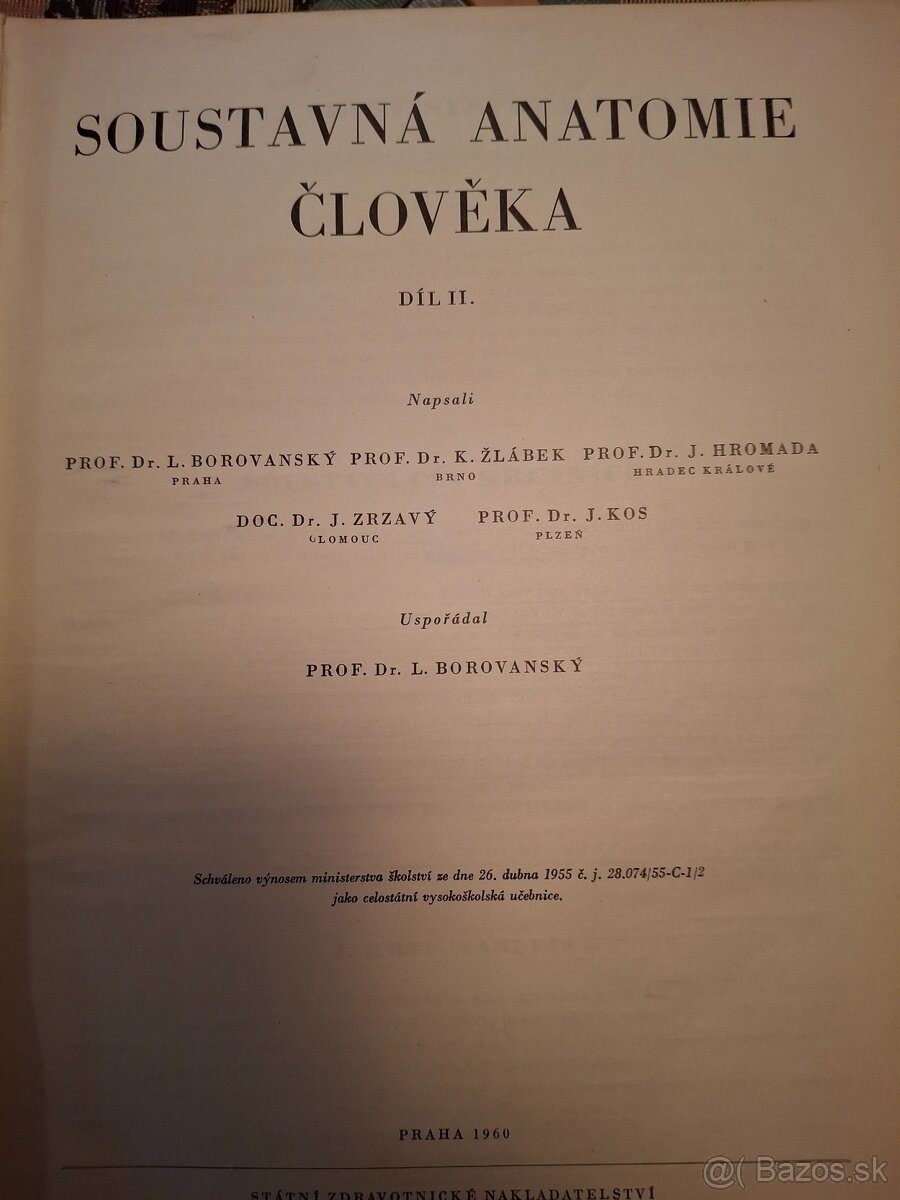 SOUSTAVNÁ ANATOMIE
ČLOVĚKA
DÍL II.
Napsali
PROF. Dr. L. BOROVANSKÝ PROF. Dr. K. ŽLÁBEK PROF. Dr. J. HROMADA
PRAHA BRNO HRADEC KRÁLOVÉ
DOC. Dr. J. ZRZAVÝ PROF. Dr. J. KOS
OLOMOUC PLZEŇ
Uspořádal
PROF. Dr. L. BOROVANSKÝ
Schváleno výnosem ministerstva školství ze dne 26. dubna 1955 č. j. 28.074/55-C-1/2
jako celostátní vysokoškolská učebnice.
PRAHA 1960
STÁTNÍ ZDRAVOTNICKÉ NAKLADATELSTVÍ
@( Bazos.sk